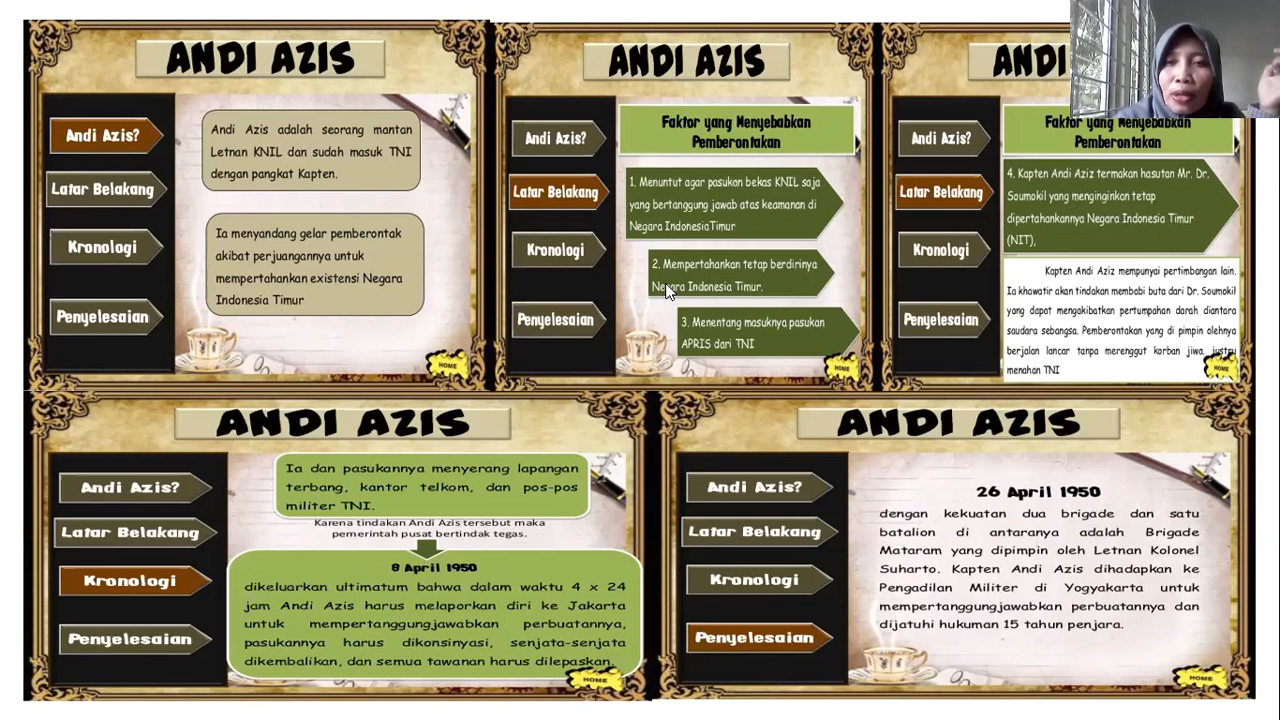 ANDI AZIS
Andi Azis?
Latar Belakang
Kronologi
Penyelesaian
Andi Azis adalah seorang mantan
Letnan KNIL dan sudah masuk TNI
dengan pangkat Kapten.
Ia menyandang gelar pemberontak
akibat perjuangannya untuk
mempertahankan existensi Negara
Indonesia Timur
HOME
ANDI AZIS
Andi Azis?
Latar Belakang
Kronologi
Penyelesaian
Faktor yang Menyebabkan
Pemberontakan
1. Menuntut agar pasukan bekas KNIL saja
yang bertanggung jawab atas keamanan di
Negara IndonesiaTimur
2. Mempertahankan tetap berdirinya
Negara Indonesia Timur.
3. Menentang masuknya pasukan
APRIS dari TNI
HOME
ANDI
Andi Azis?
Latar Belakang
Kronologi
Penyelesaian
Faktor yang Menyebabkan
Pemberontakan
4. Kapten Andi Aziz termakan hasutan Mr. Dr.
Soumokil yang menginginkan tetap
dipertahankannya Negara Indonesia Timur
(NIT),
Kapten Andi Aziz mempunyai pertimbangan lain.
Ia khawatir akan tindakan membabi buta dari Dr. Soumokil
yang dapat mengakibatkan pertumpahan darah diantara
saudara sebangsa. Pemberontakan yang di pimpin olehnya
berjalan lancar tanpa merenggut korban jiwa, justru
menahan TNI
HOME
ANDI AZIS
Andi Azis?
Latar Belakang
Kronologi
Penyelesaian
Ia dan pasukannya menyerang lapangan
terbang, kantor telkom, dan pos-pos
militer TNI.
Karena tindakan Andi Azis tersebut maka
pemerintah pusat bertindak tegas.
8 April 1950
dikeluarkan ultimatum bahwa dalam waktu 4 x 24
jam Andi Azis harus melaporkan diri ke Jakarta
untuk mempertanggungjawabkan perbuatannya,
pasukannya harus dikonsinyasi, senjata-senjata
dikembalikan, dan semua tawanan harus dilepaskan.
HOME
ANDI AZIS
Andi Azis?
Latar Belakang
Kronologi
Penyelesaian
26 April 1950
dengan kekuatan dua brigade dan satu
batalion di antaranya adalah Brigade
Mataram yang dipimpin oleh Letnan Kolonel
Suharto. Kapten Andi Azis dihadapkan ke
Pengadilan Militer di Yogyakarta untuk
mempertanggungjawabkan perbuatannya dan
dijatuhi hukuman 15 tahun penjara.
HOME